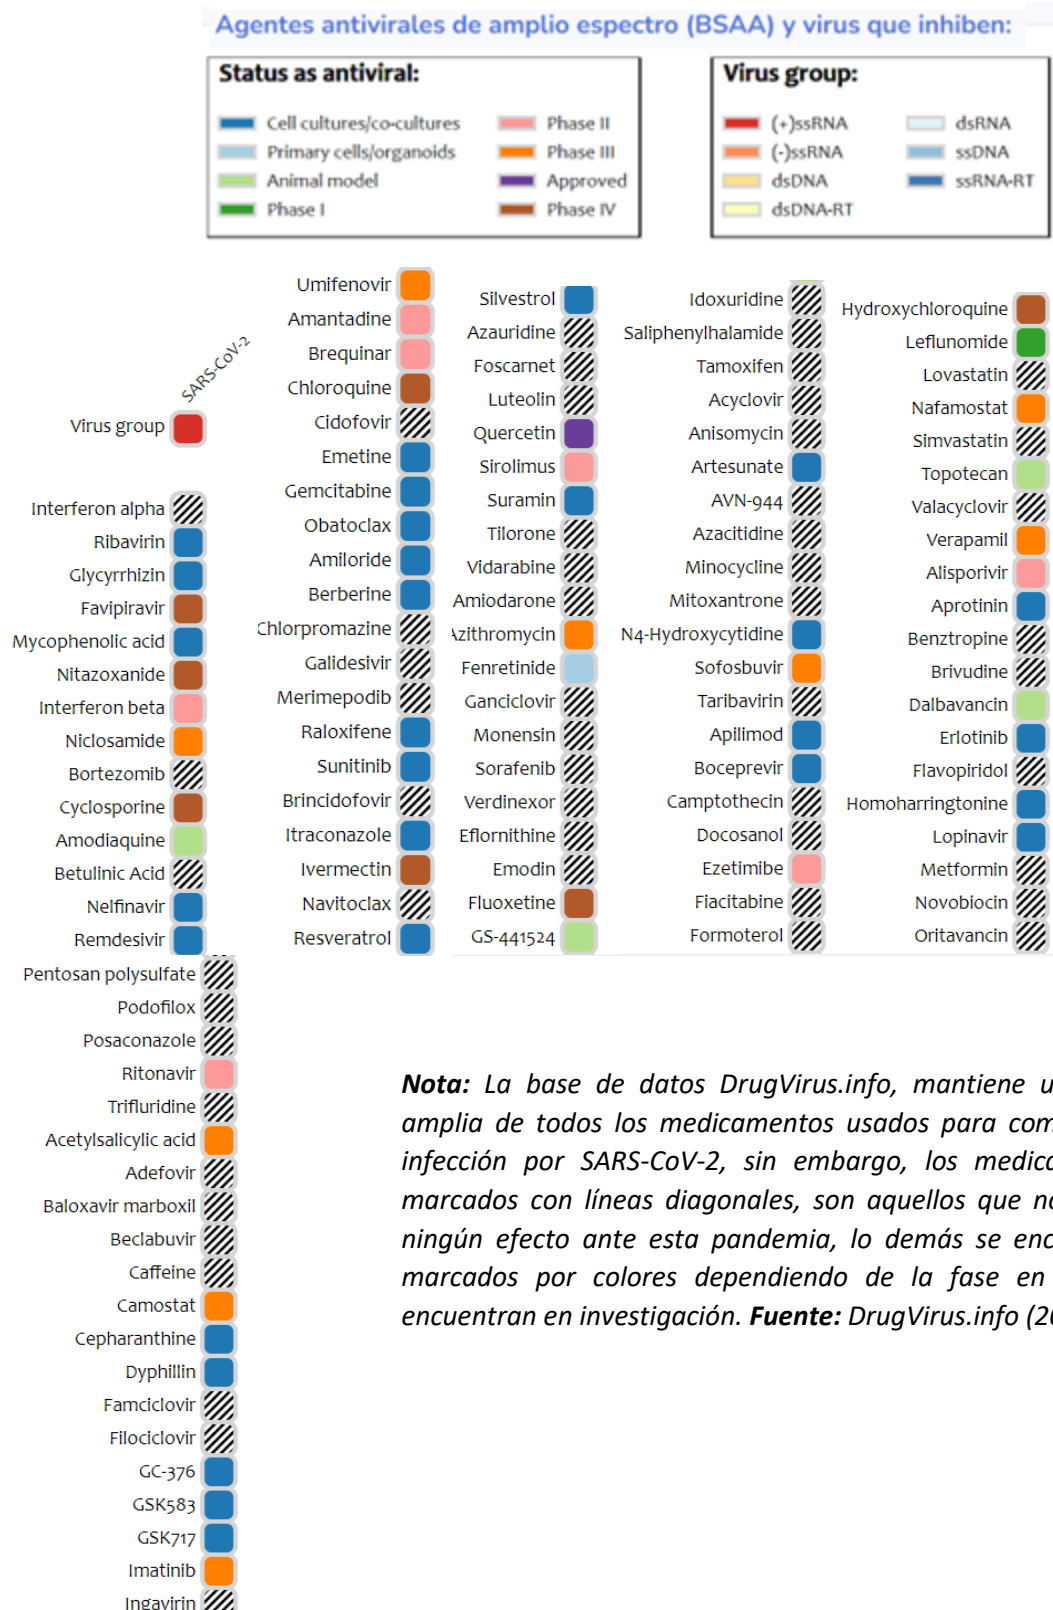 Agentes antivirales de amplio espectro (BSAA) y virus que inhiben:
Status as antiviral:
Cell cultures/co-cultures
Primary cells/organoids
Animal model
Phase I
Phase II
Phase III
Approved
Phase IV
Virus group:
(+)ssRNA
(-)ssRNA
dsDNA
dsDNA-RT
dsRNA
ssDNA
ssRNA-RT
SARS-CoV-2
Virus group
Interferon alpha
Ribavirin
Glycyrrhizin
Favipiravir
Mycophenolic acid
Nitazoxanide
Interferon beta
Niclosamide
Bortezomib
Cyclosporine
Amodiaquine
Betulinic Acid
Nelfinavir
Remdesivir
Umifenovir
Amantadine
Brequinar
Chloroquine
Cidofovir
Emetine
Gemcitabine
Obatoclax
Amiloride
Berberine
Chlorpromazine
Galidesivir
Merimepodib
Raloxifene
Sunitinib
Brincidofovir
Itraconazole
Ivermectin
Navitoclax
Resveratrol
Silvestrol
Azauridine
Foscarnet
Luteolin
Quercetin
Sirolimus
Suramin
Tilorone
Vidarabine
Amiodarone
Azithromycin
Fenretinide
Ganciclovir
Monensin
Sorafenib
Verdinexor
Eflornithine
Emodin
Fluoxetine
GS-441524
Idoxuridine
Saliphenylhalamide
Tamoxifen
Acyclovir
Anisomycin
Artesunate
AVN-944
Azacitidine
Minocycline
Mitoxantrone
N4-Hydroxycytidine
Sofosbuvir
Taribavirin
Apilimod
Boceprevir
Camptothecin
Docosanol
Ezetimibe
Fiacitabine
Formoterol
Hydroxychloroquine
Leflunomide
Lovastatin
Nafamostat
Simvastatin
Topotecan
Valacyclovir
Verapamil
Alisporivir
Aprotinin
Benztropine
Brivudine
Dalbavancin
Erlotinib
Flavopiridol
Homoharringtonine
Lopinavir
Metformin
Novobiocin
Oritavancin
Pentosan polysulfate
Podofilox
Posaconazole
Ritonavir
Trifluridine
Acetylsalicylic acid
Adefovir
Baloxavir marboxil
Beclabuvir
Caffeine
Camostat
Cepharanthine
Dyphillin
Famciclovir
Filociclovir
GC-376
GSK583
GSK717
Imatinib
Ingavirin
Nota: La base de datos DrugVirus.info, mantiene u
amplia de todos los medicamentos usados para com
infección por SARS-CoV-2, sin embargo, los medica
marcados con líneas diagonales, son aquellos que no
ningún efecto ante esta pandemia, lo demás se enc
marcados por colores dependiendo de la fase en
encuentran en investigación. Fuente: DrugVirus.info (20